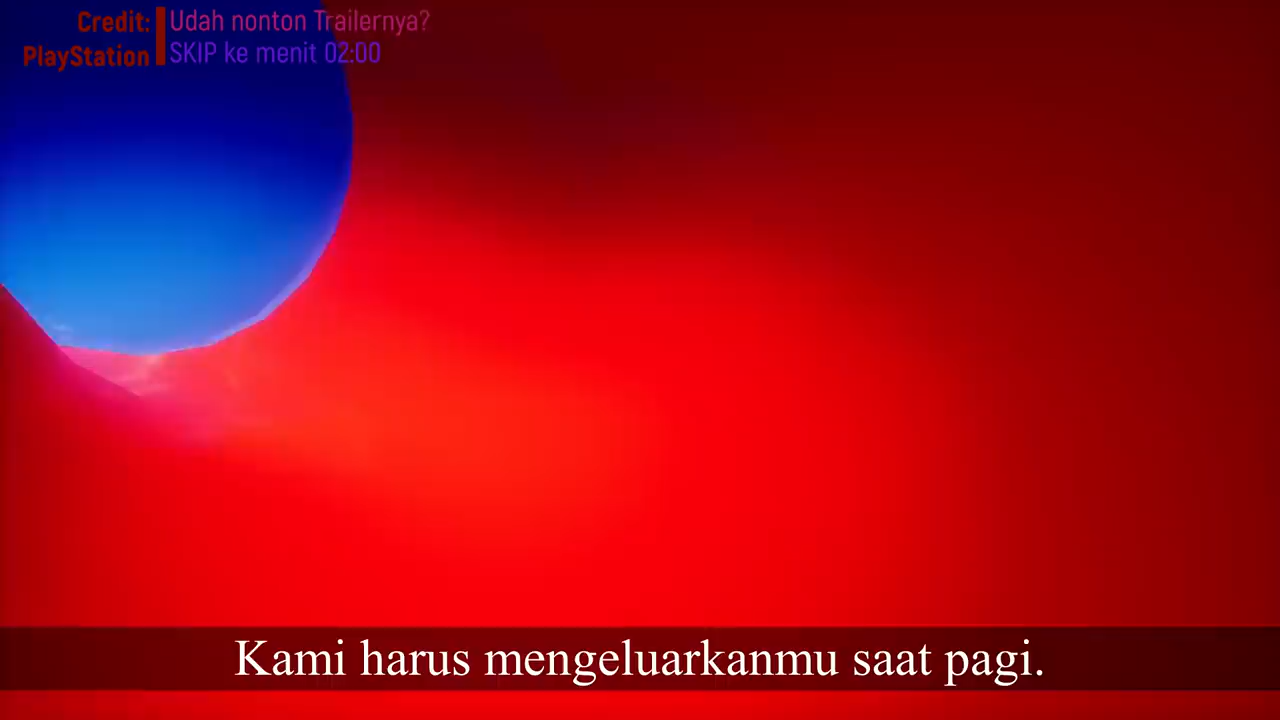 Credit:
PlayStation
Udah nonton Trailernya?
SKIP ke menit 02:00
Kami harus mengeluarkanmu saat pagi.